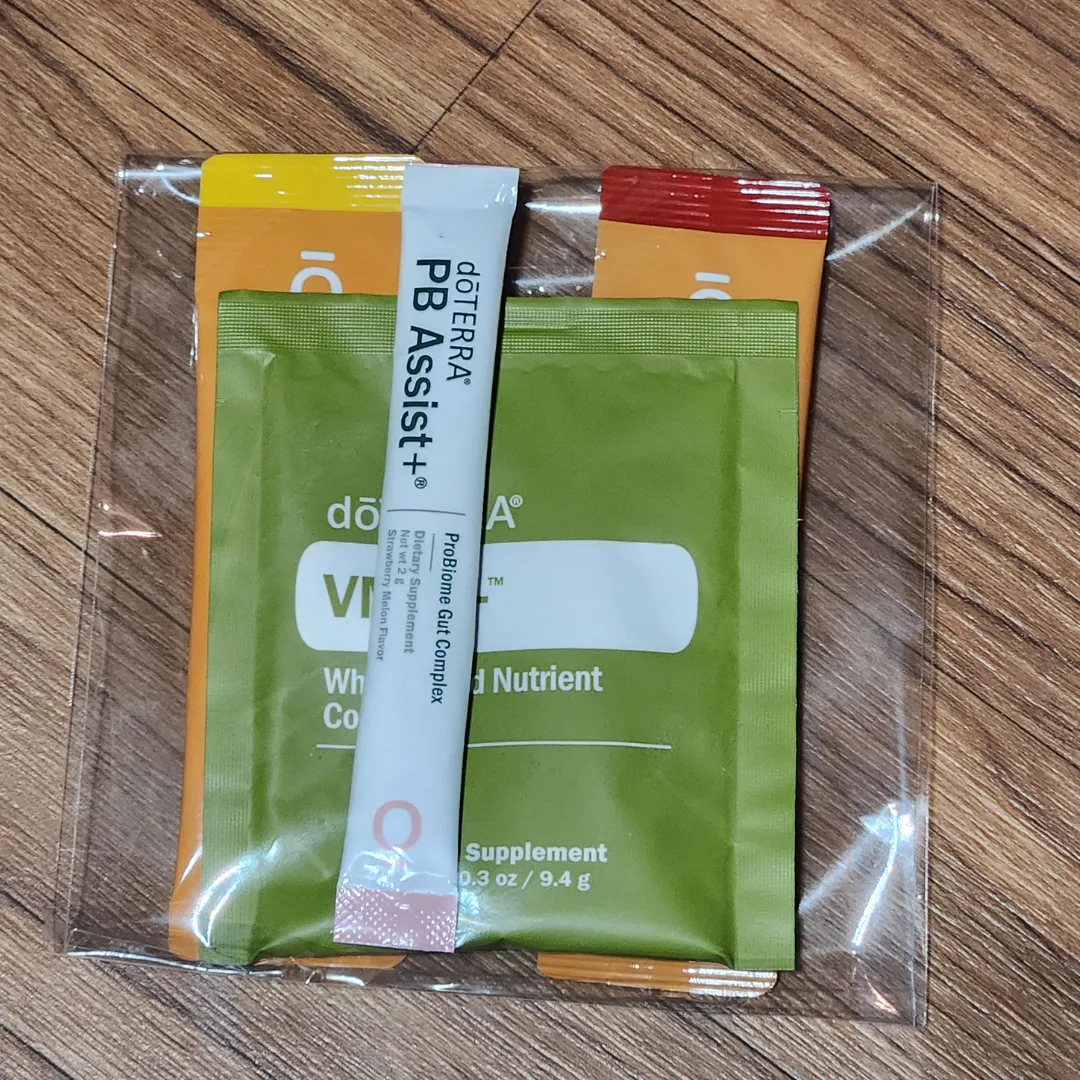 dōTERRA®
PB Assist+®
ProBiome Gut Complex
Dietary Supplement
Net wt 2 g
Strawberry Melon Flavor
dō A®
VM ™
Wh d Nutrient
Co
Supplement
0.3 oz / 9.4 g